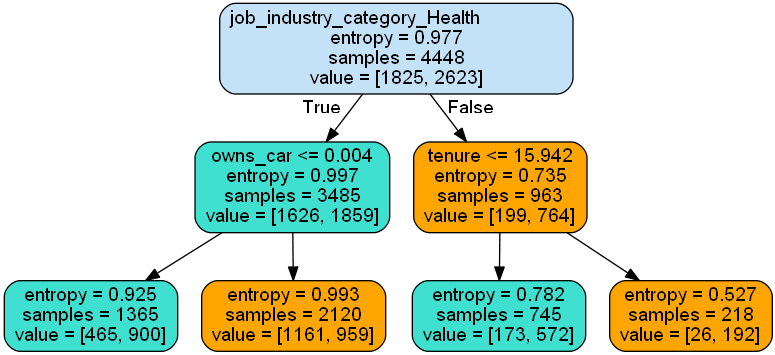 job_industry_category_Health
entropy = 0.977
samples = 4448
value = [1825, 2623]
True
False
owns_car <= 0.004
entropy = 0.997
samples = 3485
value = [1626, 1859]
tenure <= 15.942
entropy = 0.735
samples = 963
value = [199, 764]
entropy = 0.925
samples = 1365
value = [465, 900]
entropy = 0.993
samples = 2120
value = [1161, 959]
entropy = 0.782
samples = 745
value = [173, 572]
entropy = 0.527
samples = 218
value = [26, 192]